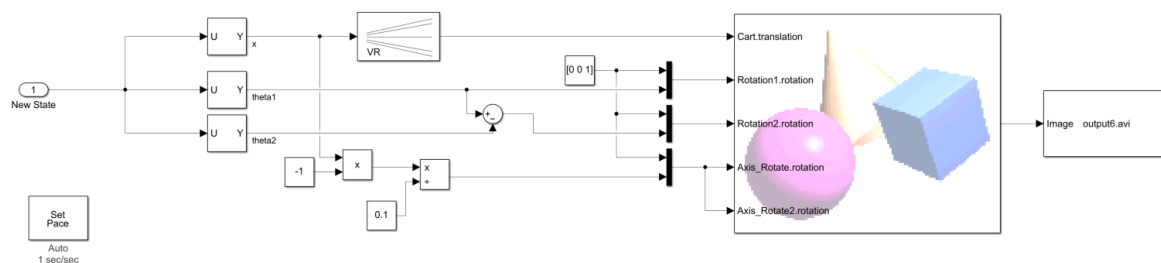 1
New State
U Y
x
U Y
theta1
U Y
theta2
VR
[0 0 1]
+
−
-1
x
0.1
x
÷
Cart.translation
Rotation1.rotation
Rotation2.rotation
Axis_Rotate.rotation
Axis_Rotate2.rotation
Image output6.avi
Set
Pace
Auto
1 sec/sec